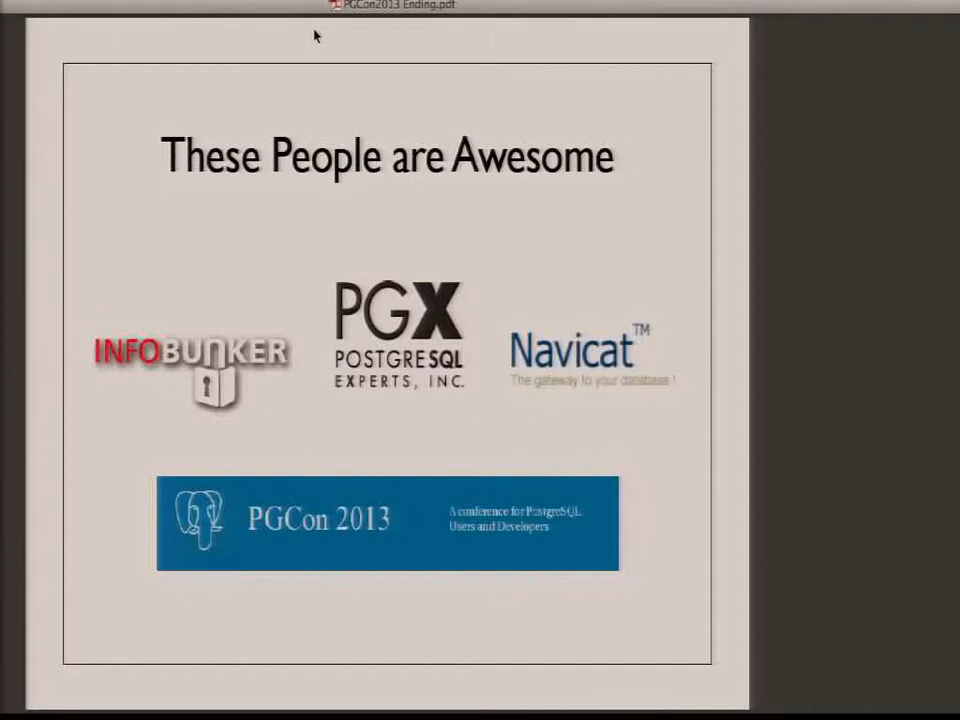 PGCon2013 Ending.pdf
These People are Awesome
INFOBUNKER
PGX
POSTGRESQL
EXPERTS, INC.
Navicat™
The gateway to your database !
PGCon 2013
A conference for PostgreSQL
Users and Developers